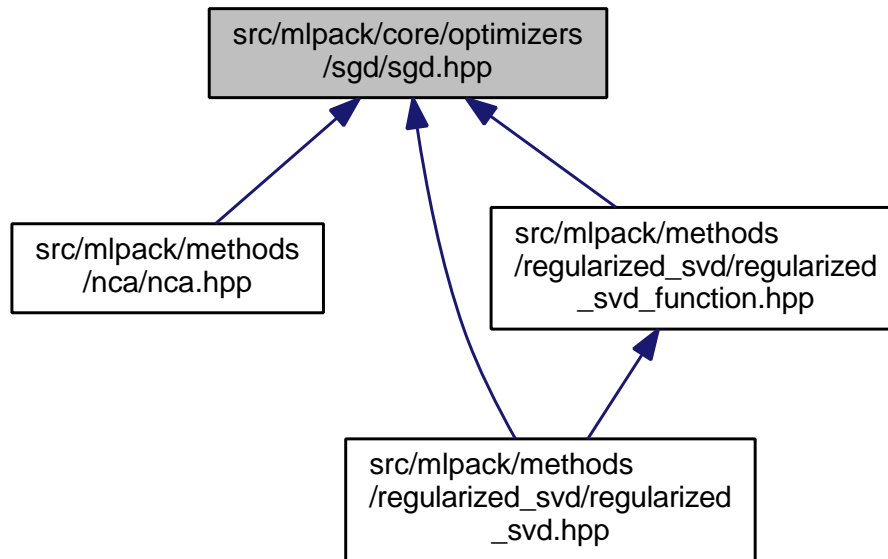 src/mlpack/core/optimizers
/sgd/sgd.hpp
src/mlpack/methods
/nca/nca.hpp
src/mlpack/methods
/regularized_svd/regularized
_svd_function.hpp
src/mlpack/methods
/regularized_svd/regularized
_svd.hpp